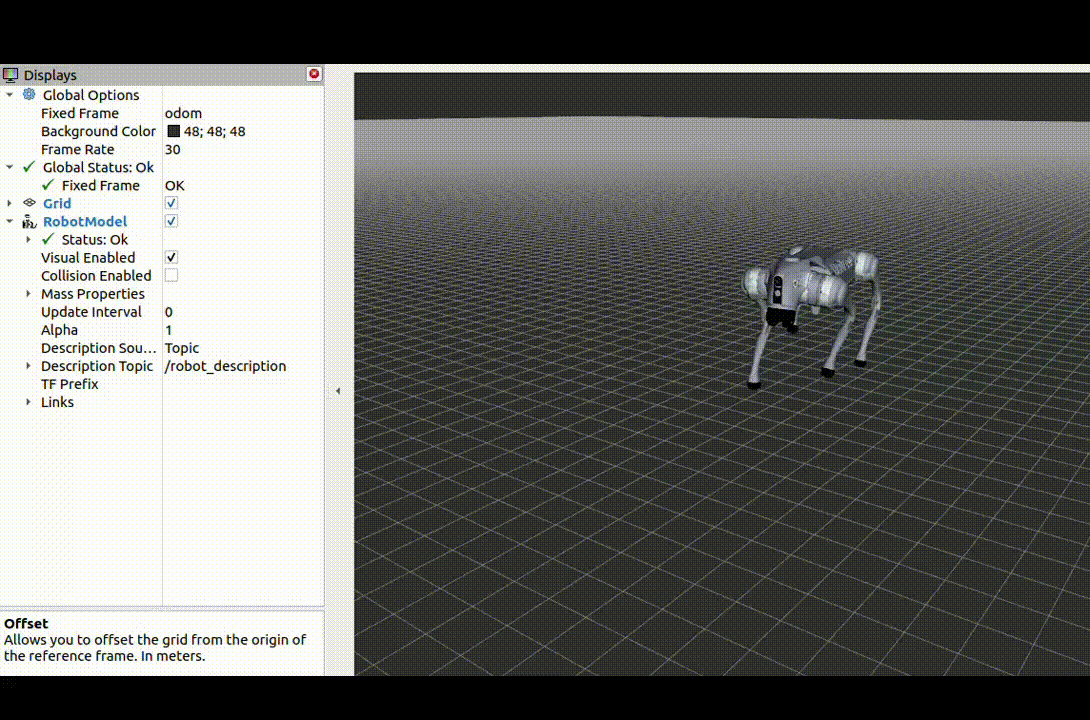 Displays
Global Options
Fixed Frame odom
Background Color 48; 48; 48
Frame Rate 30
Global Status: Ok
Fixed Frame OK
Grid
RobotModel
Status: Ok
Visual Enabled
Collision Enabled
Mass Properties
Update Interval 0
Alpha 1
Description Sou... Topic
Description Topic /robot_description
TF Prefix
Links
Offset
Allows you to offset the grid from the origin of
the reference frame. In meters.